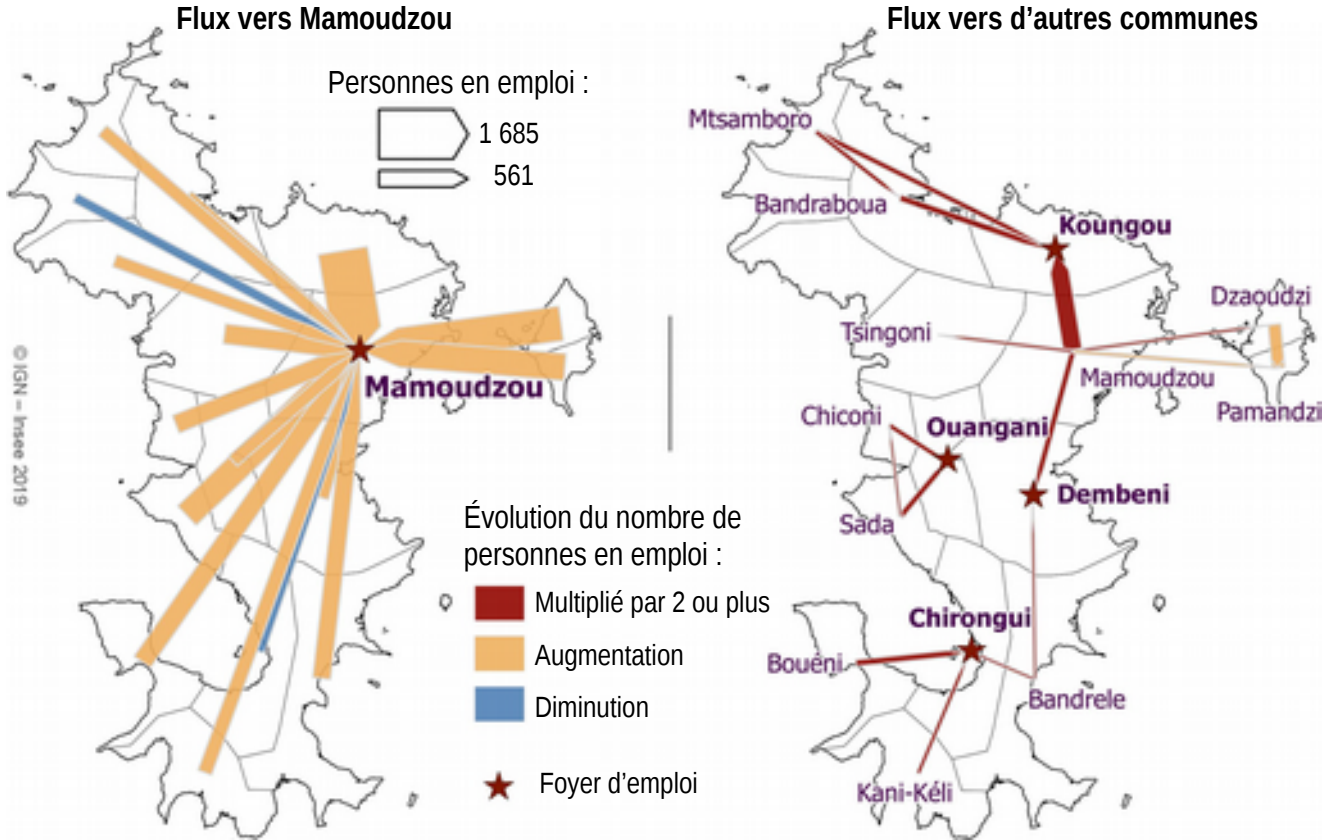 Flux vers Mamoudzou
Flux vers d’autres communes
Personnes en emploi :
1 685
561
Mamoudzou
© IGN – Insee 2019
Évolution du nombre de
personnes en emploi :
Multiplié par 2 ou plus
Augmentation
Diminution
Foyer d’emploi
Mtsamboro
Bandraboua
Koungou
Dzaoudzi
Tsingoni
Mamoudzou
Pamandzi
Chiconi
Ouangani
Dembeni
Sada
Chirongui
Bouéni
Bandrele
Kani-Kéli